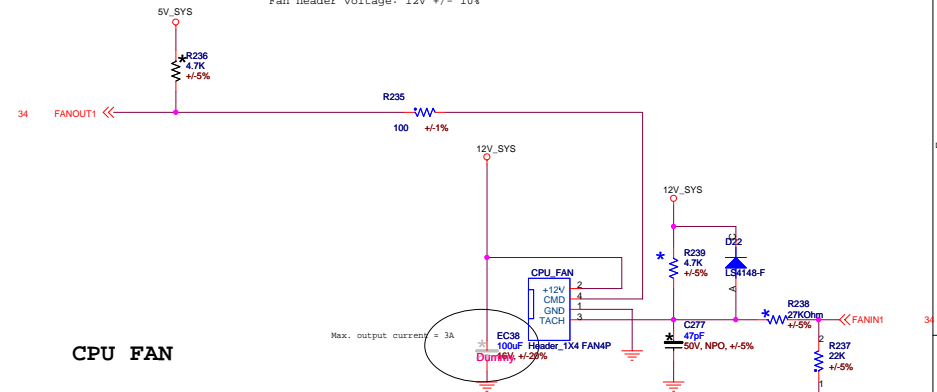 Fan Header Voltage: 12V +/- 10%
5V_SYS
*
R236
4.7K
+/-5%
34 FANOUT1
R235
100 +/-1%
12V_SYS
12V_SYS
*
R239
4.7K
+/-5%
C
D22
LS4148-F
A
CPU_FAN
+12V 2
CMD 4
GND 1
TACH 3
Header_1X4 FAN4P
*
R238
27KOhm
+/-5%
FANIN1 34
Max. output current = 3A
*
EC38
100uF
16V, +/-20%
Dummy
*
C277
47pF
50V, NPO, +/-5%
2
R237
22K
+/-5%
1
CPU FAN